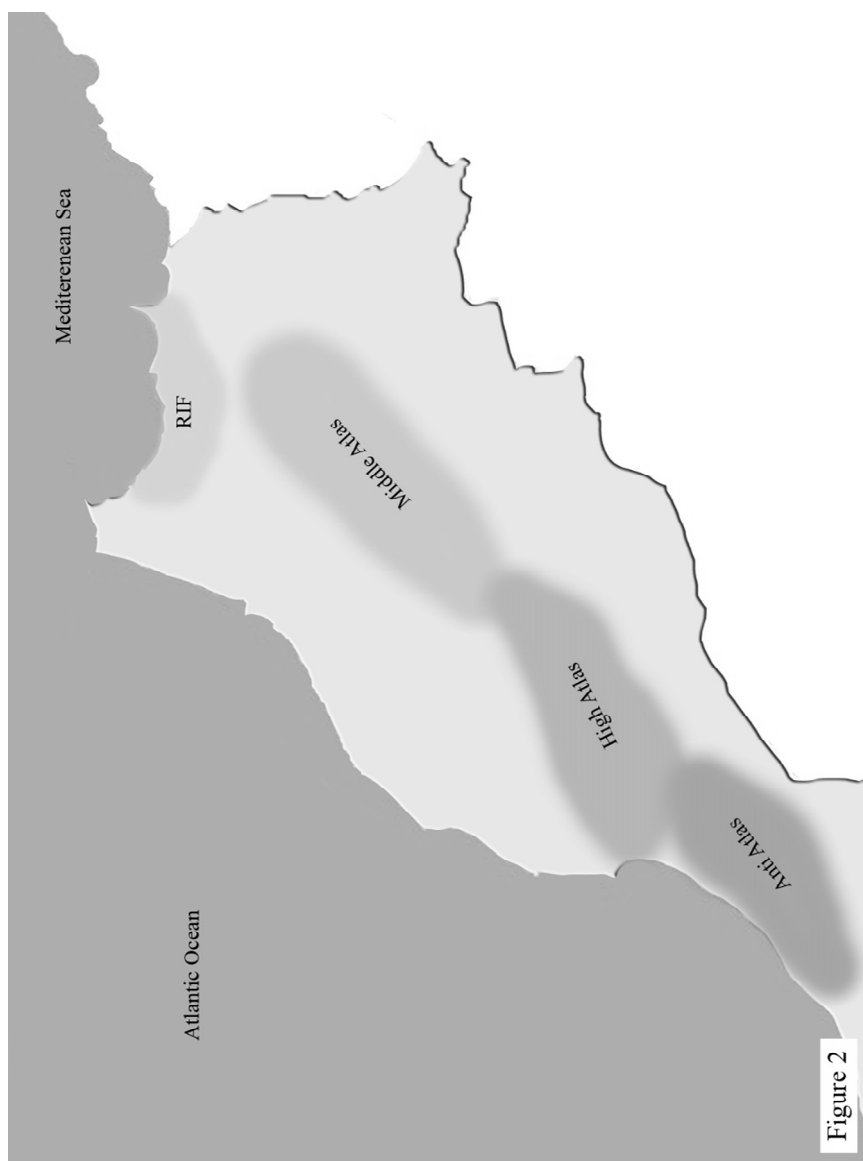 Mediterenean Sea
RIF
Middle Atlas
High Atlas
Anti Atlas
Atlantic Ocean
Figure 2